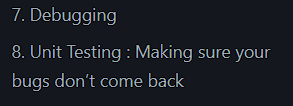 7. Debugging
8. Unit Testing : Making sure your
bugs don’t come back